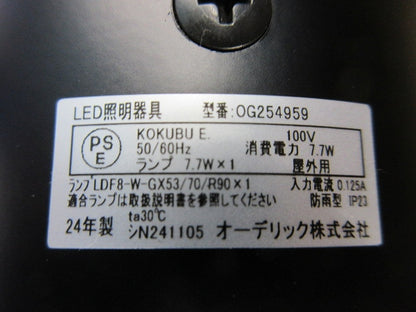 LED照明器具 型番:OG254959
PS
E
KOKUBU E. 100V
50/60Hz 消費電力 7.7W
ランプ 7.7W×1 屋外用
ランプLDF8-W-GX53/70/R90×1 入力電流 0.125A
適合ランプは取扱説明書を参照してください 防雨型 IP23
ta30℃
24年製 シN241105 オーデリック株式会社